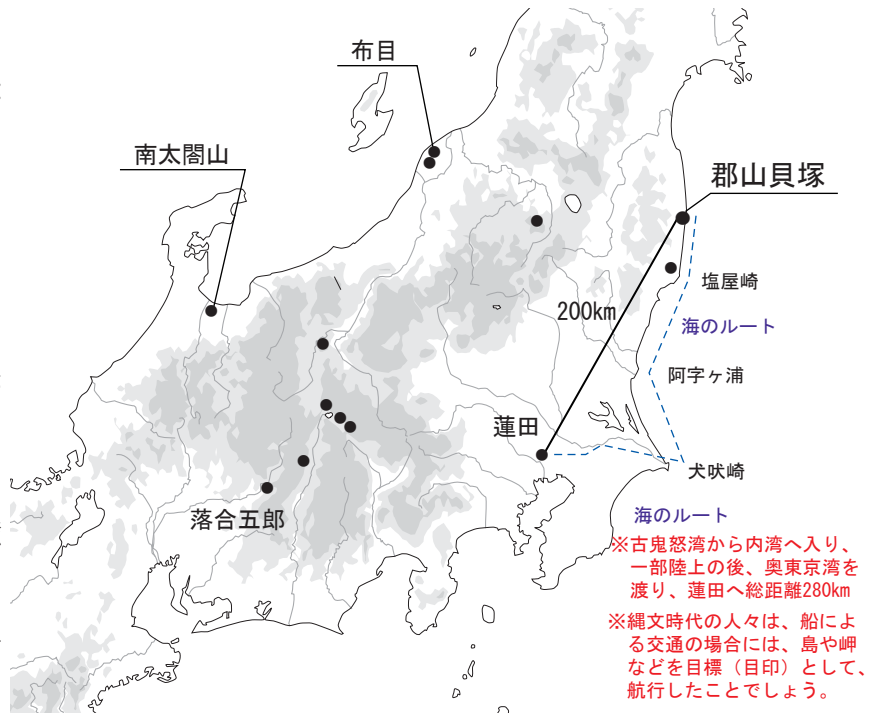 布目
南太閤山
郡山貝塚
塩屋崎
200km
海のルート
阿字ヶ浦
蓮田
犬吠崎
落合五郎
海のルート
※古鬼怒湾から内湾へ入り、
一部陸上の後、奥東京湾を
渡り、蓮田へ総距離280km
※縄文時代の人々は、船によ
る交通の場合には、島や岬
などを目標（目印）として、
航行したことでしょう。